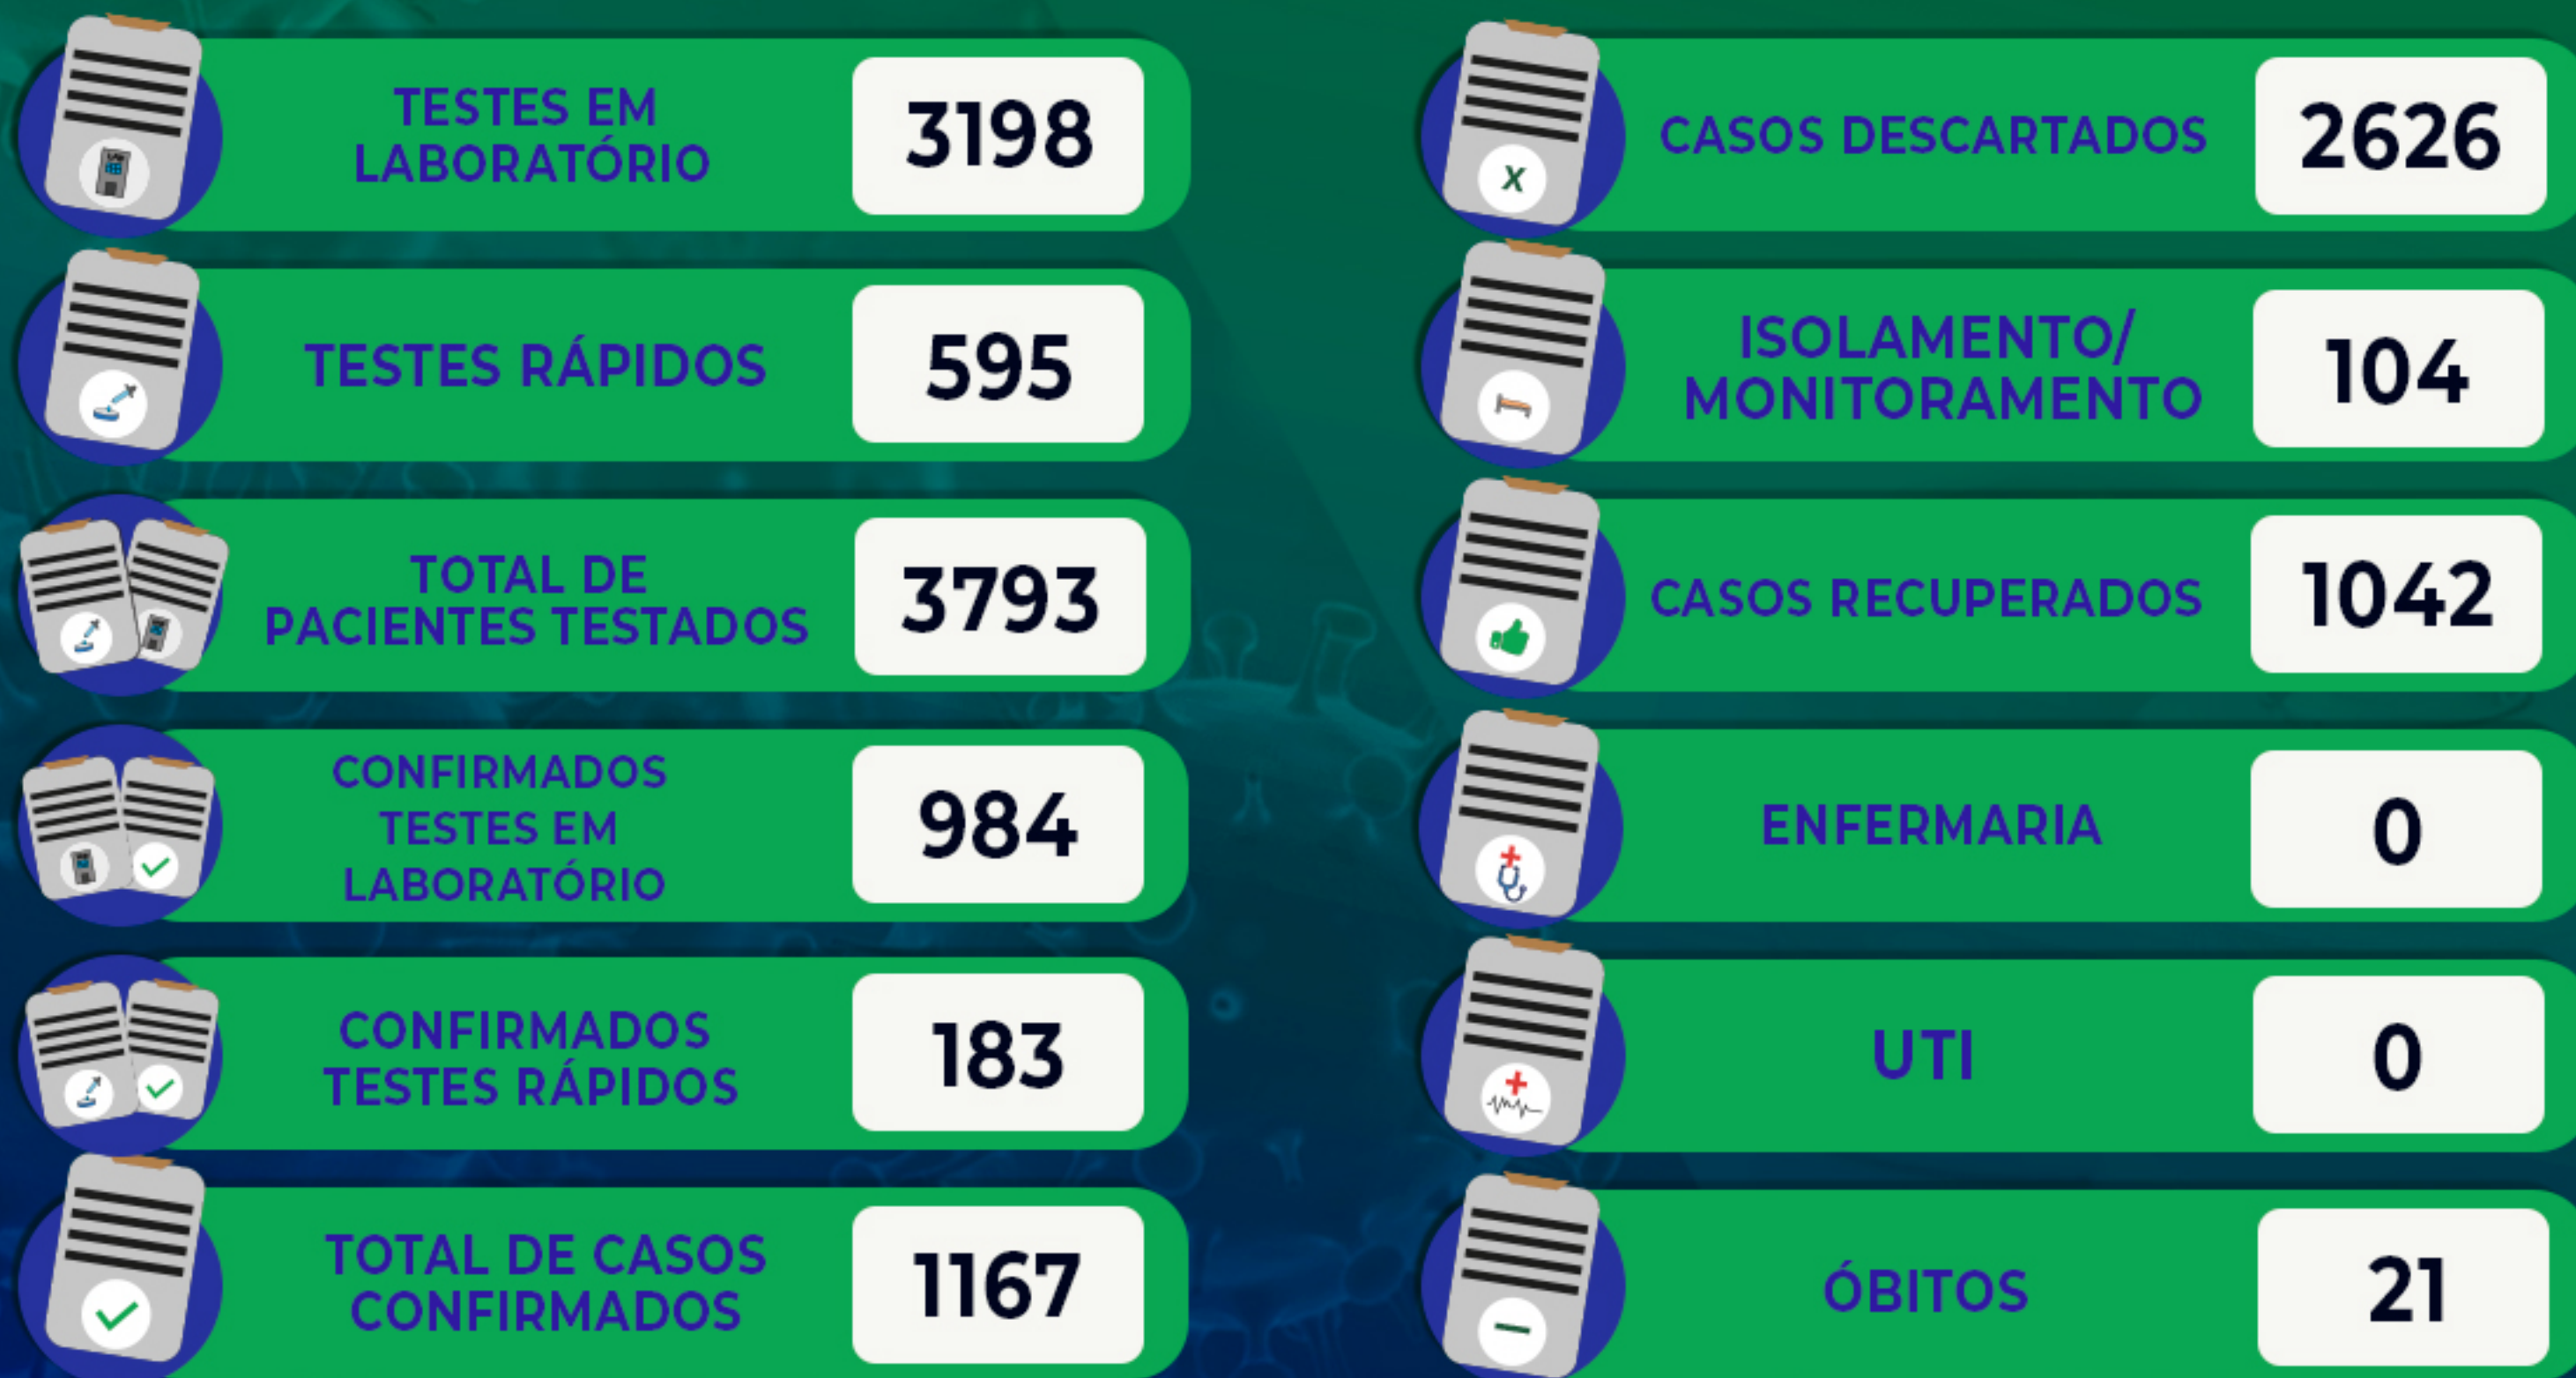 TESTES EM
LABORATÓRIO
3198
TESTES RÁPIDOS
595
TOTAL DE
PACIENTES TESTADOS
3793
CONFIRMADOS
TESTES EM
LABORATÓRIO
984
CONFIRMADOS
TESTES RÁPIDOS
183
TOTAL DE CASOS
CONFIRMADOS
1167
CASOS DESCARTADOS
2626
ISOLAMENTO/
MONITORAMENTO
104
CASOS RECUPERADOS
1042
ENFERMARIA
0
UTI
0
ÓBITOS
21